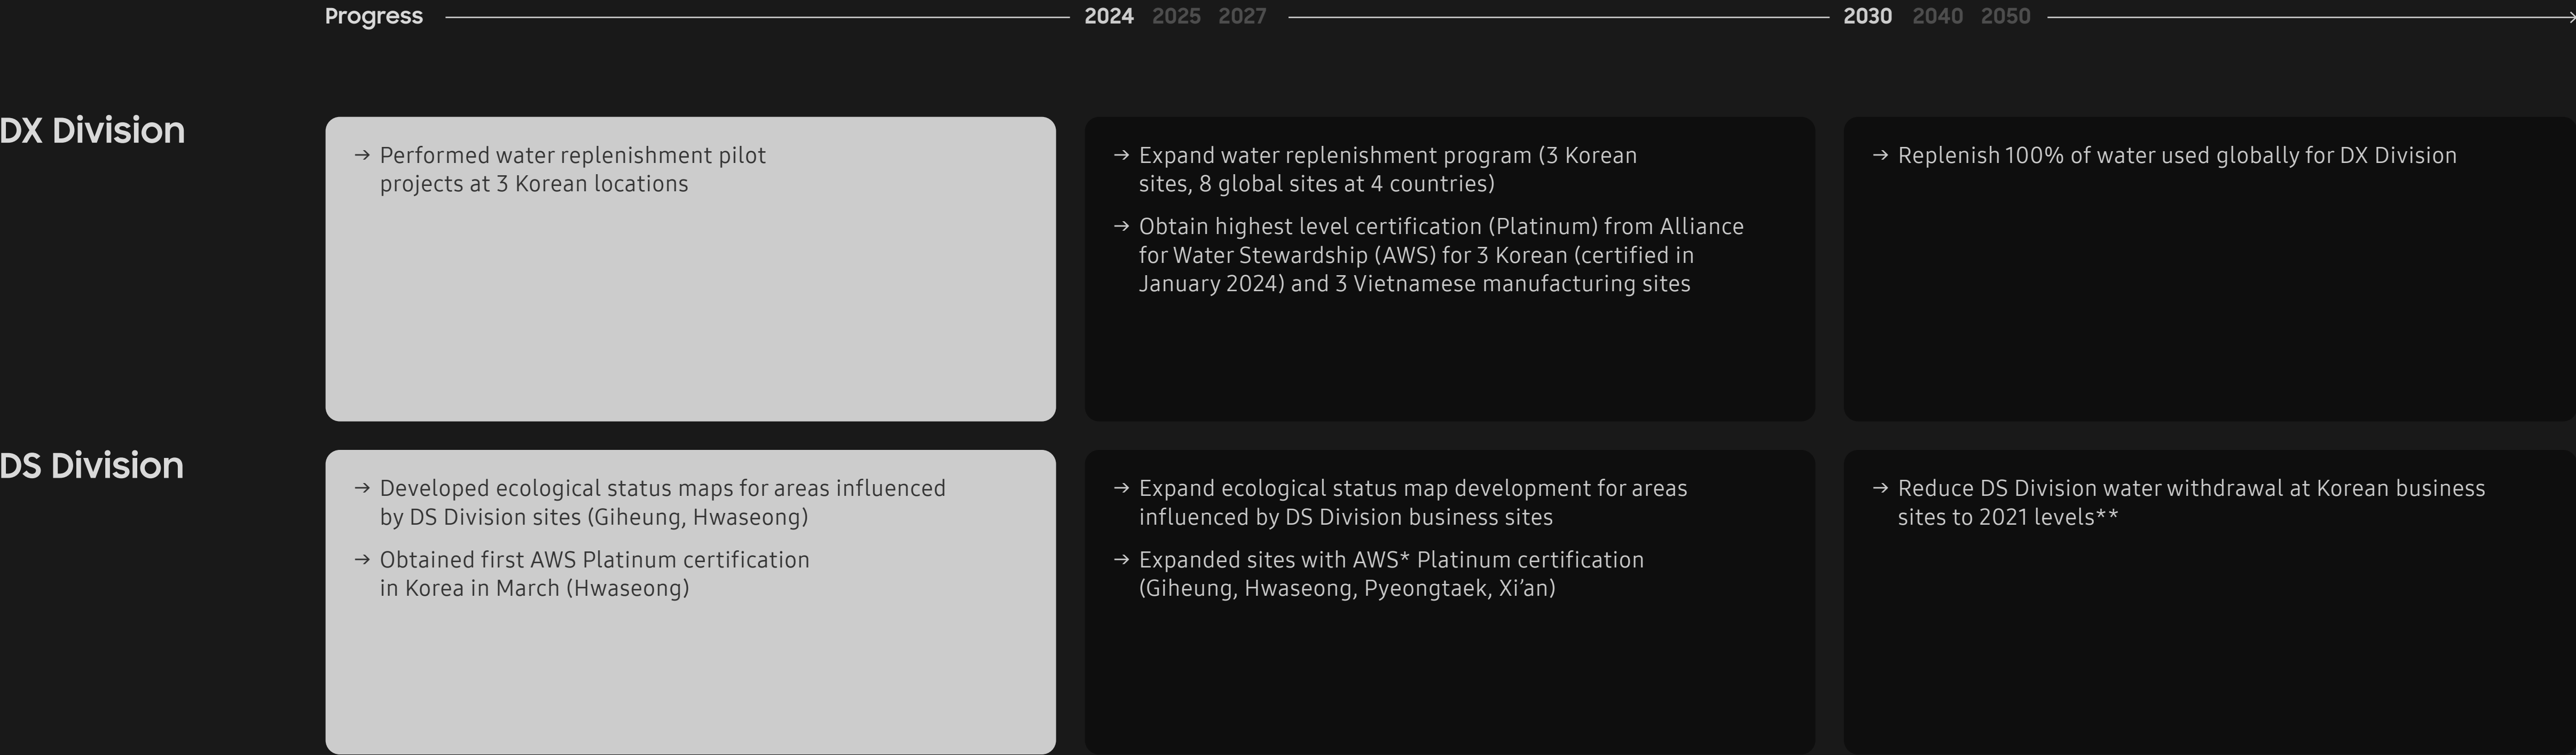 Progress 2024 2025 2027 2030 2040 2050
DX Division
→ Performed water replenishment pilot
projects at 3 Korean locations
→ Expand water replenishment program (3 Korean
sites, 8 global sites at 4 countries)
→ Obtain highest level certification (Platinum) from Alliance
for Water Stewardship (AWS) for 3 Korean (certified in
January 2024) and 3 Vietnamese manufacturing sites
→ Replenish 100% of water used globally for DX Division
DS Division
→ Developed ecological status maps for areas influenced
by DS Division sites (Giheung, Hwaseong)
→ Obtained first AWS Platinum certification
in Korea in March (Hwaseong)
→ Expand ecological status map development for areas
influenced by DS Division business sites
→ Expanded sites with AWS* Platinum certification
(Giheung, Hwaseong, Pyeongtaek, Xi’an)
→ Reduce DS Division water withdrawal at Korean business
sites to 2021 levels**